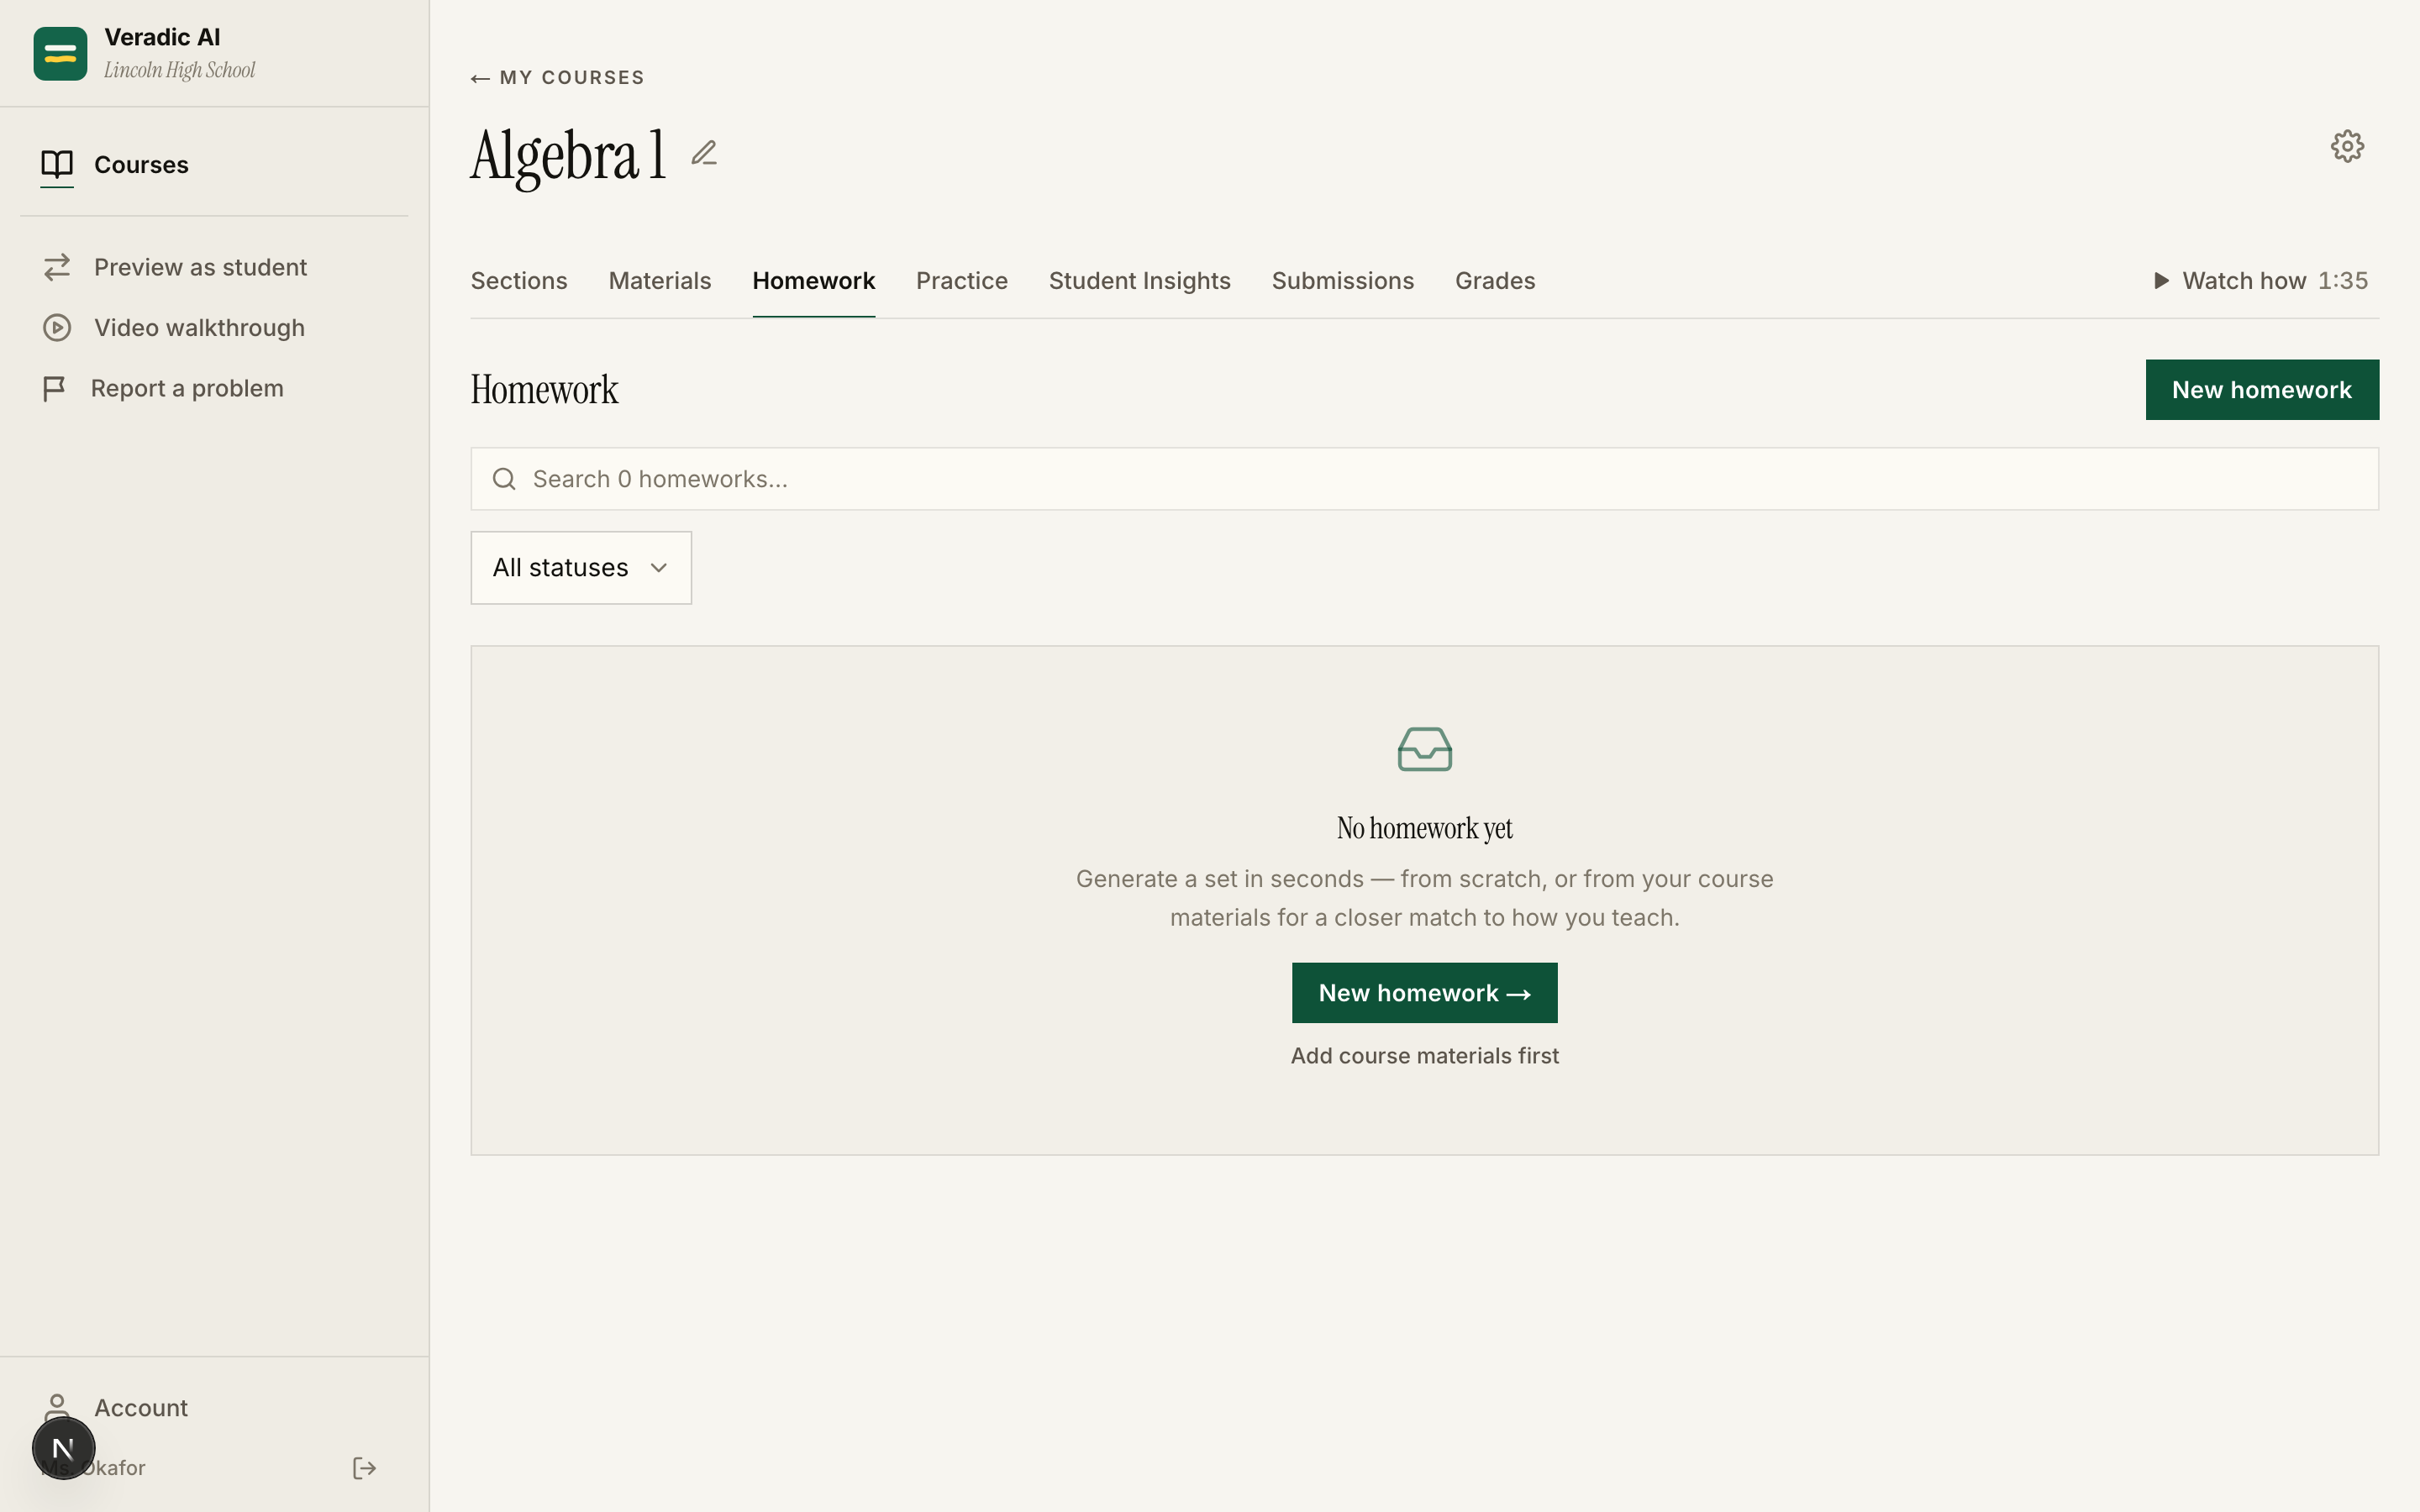 Veradic AI
Lincoln High School
Courses
Preview as student
Video walkthrough
Report a problem
Account
N
Ms. Okafor
← MY COURSES
Algebra 1
Sections Materials Homework Practice Student Insights Submissions Grades
Watch how 1:35
Homework
New homework
Search 0 homeworks...
All statuses
No homework yet
Generate a set in seconds — from scratch, or from your course
materials for a closer match to how you teach.
New homework →
Add course materials first